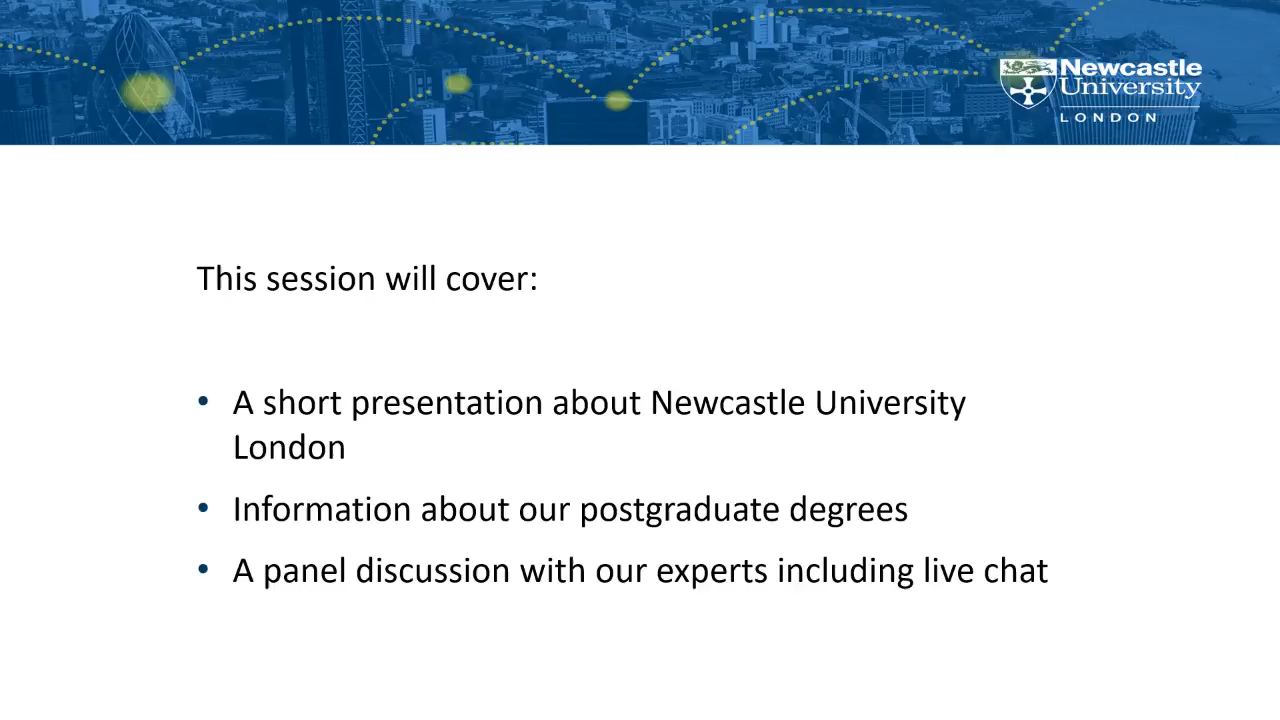 Newcastle
University
LONDON
This session will cover:
• A short presentation about Newcastle University
London
• Information about our postgraduate degrees
• A panel discussion with our experts including live chat